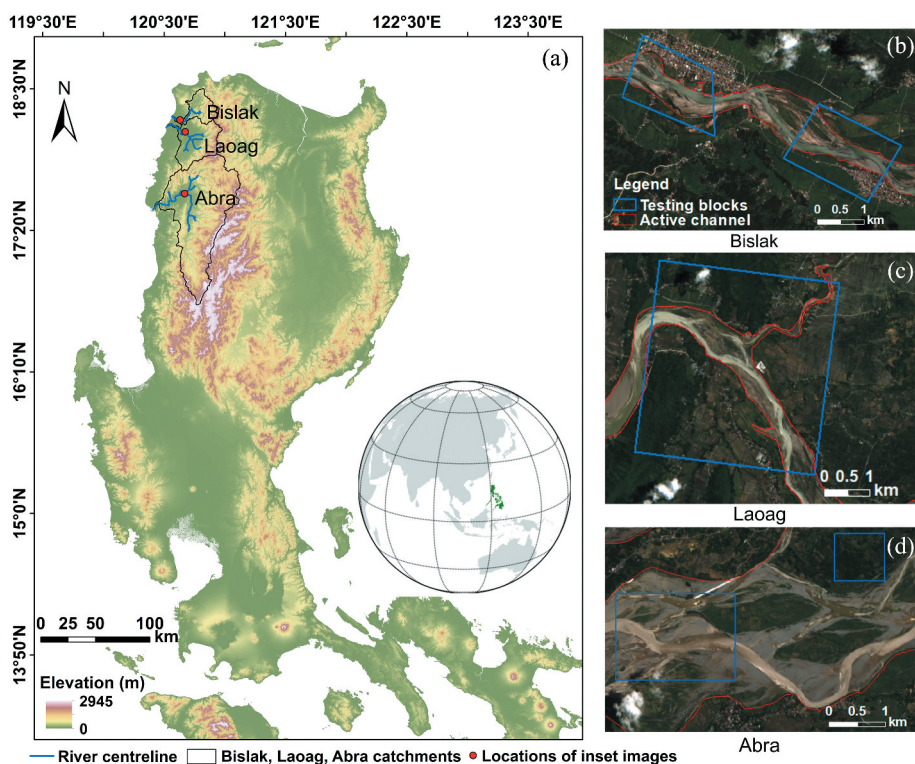 119°30'E 120°30'E 121°30'E 122°30'E 123°30'E
(a)
18°30'N
17°20'N
16°10'N
15°0'N
13°50'N
N
Bislak
Laoag
Abra
0 25 50 100
km
Elevation (m)
2945
0
River centreline Bislak, Laoag, Abra catchments Locations of inset images
(b)
Legend
Testing blocks
Active channel
0 0.5 1
km
Bislak
(c)
0 0.5 1
km
Laoag
(d)
0 0.5 1
km
Abra